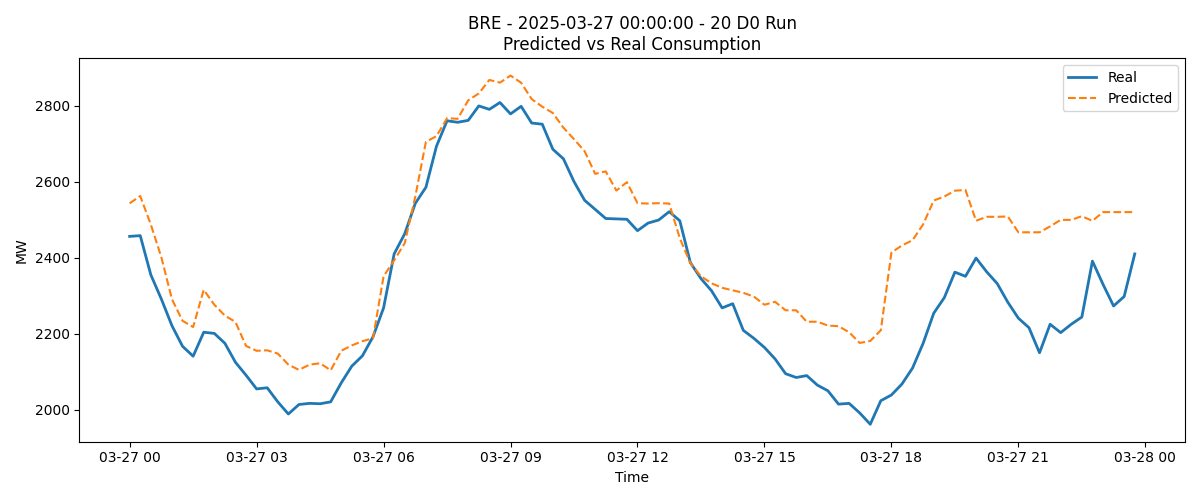 BRE - 2025-03-27 00:00:00 - 20 D0 Run
Predicted vs Real Consumption
Real
Predicted
2800
2600
2400
2200
2000
MW
03-27 00
03-27 03
03-27 06
03-27 09
03-27 12
03-27 15
03-27 18
03-27 21
03-28 00
Time